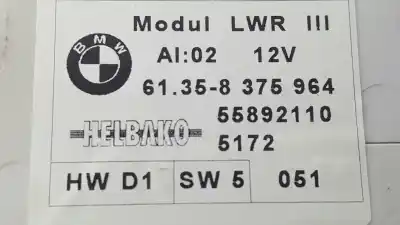 Modul LWR III
BMW
AI:02 12V
61.35-8 375 964
55892110
HELBAKO 5172
HW D1 SW 5 051